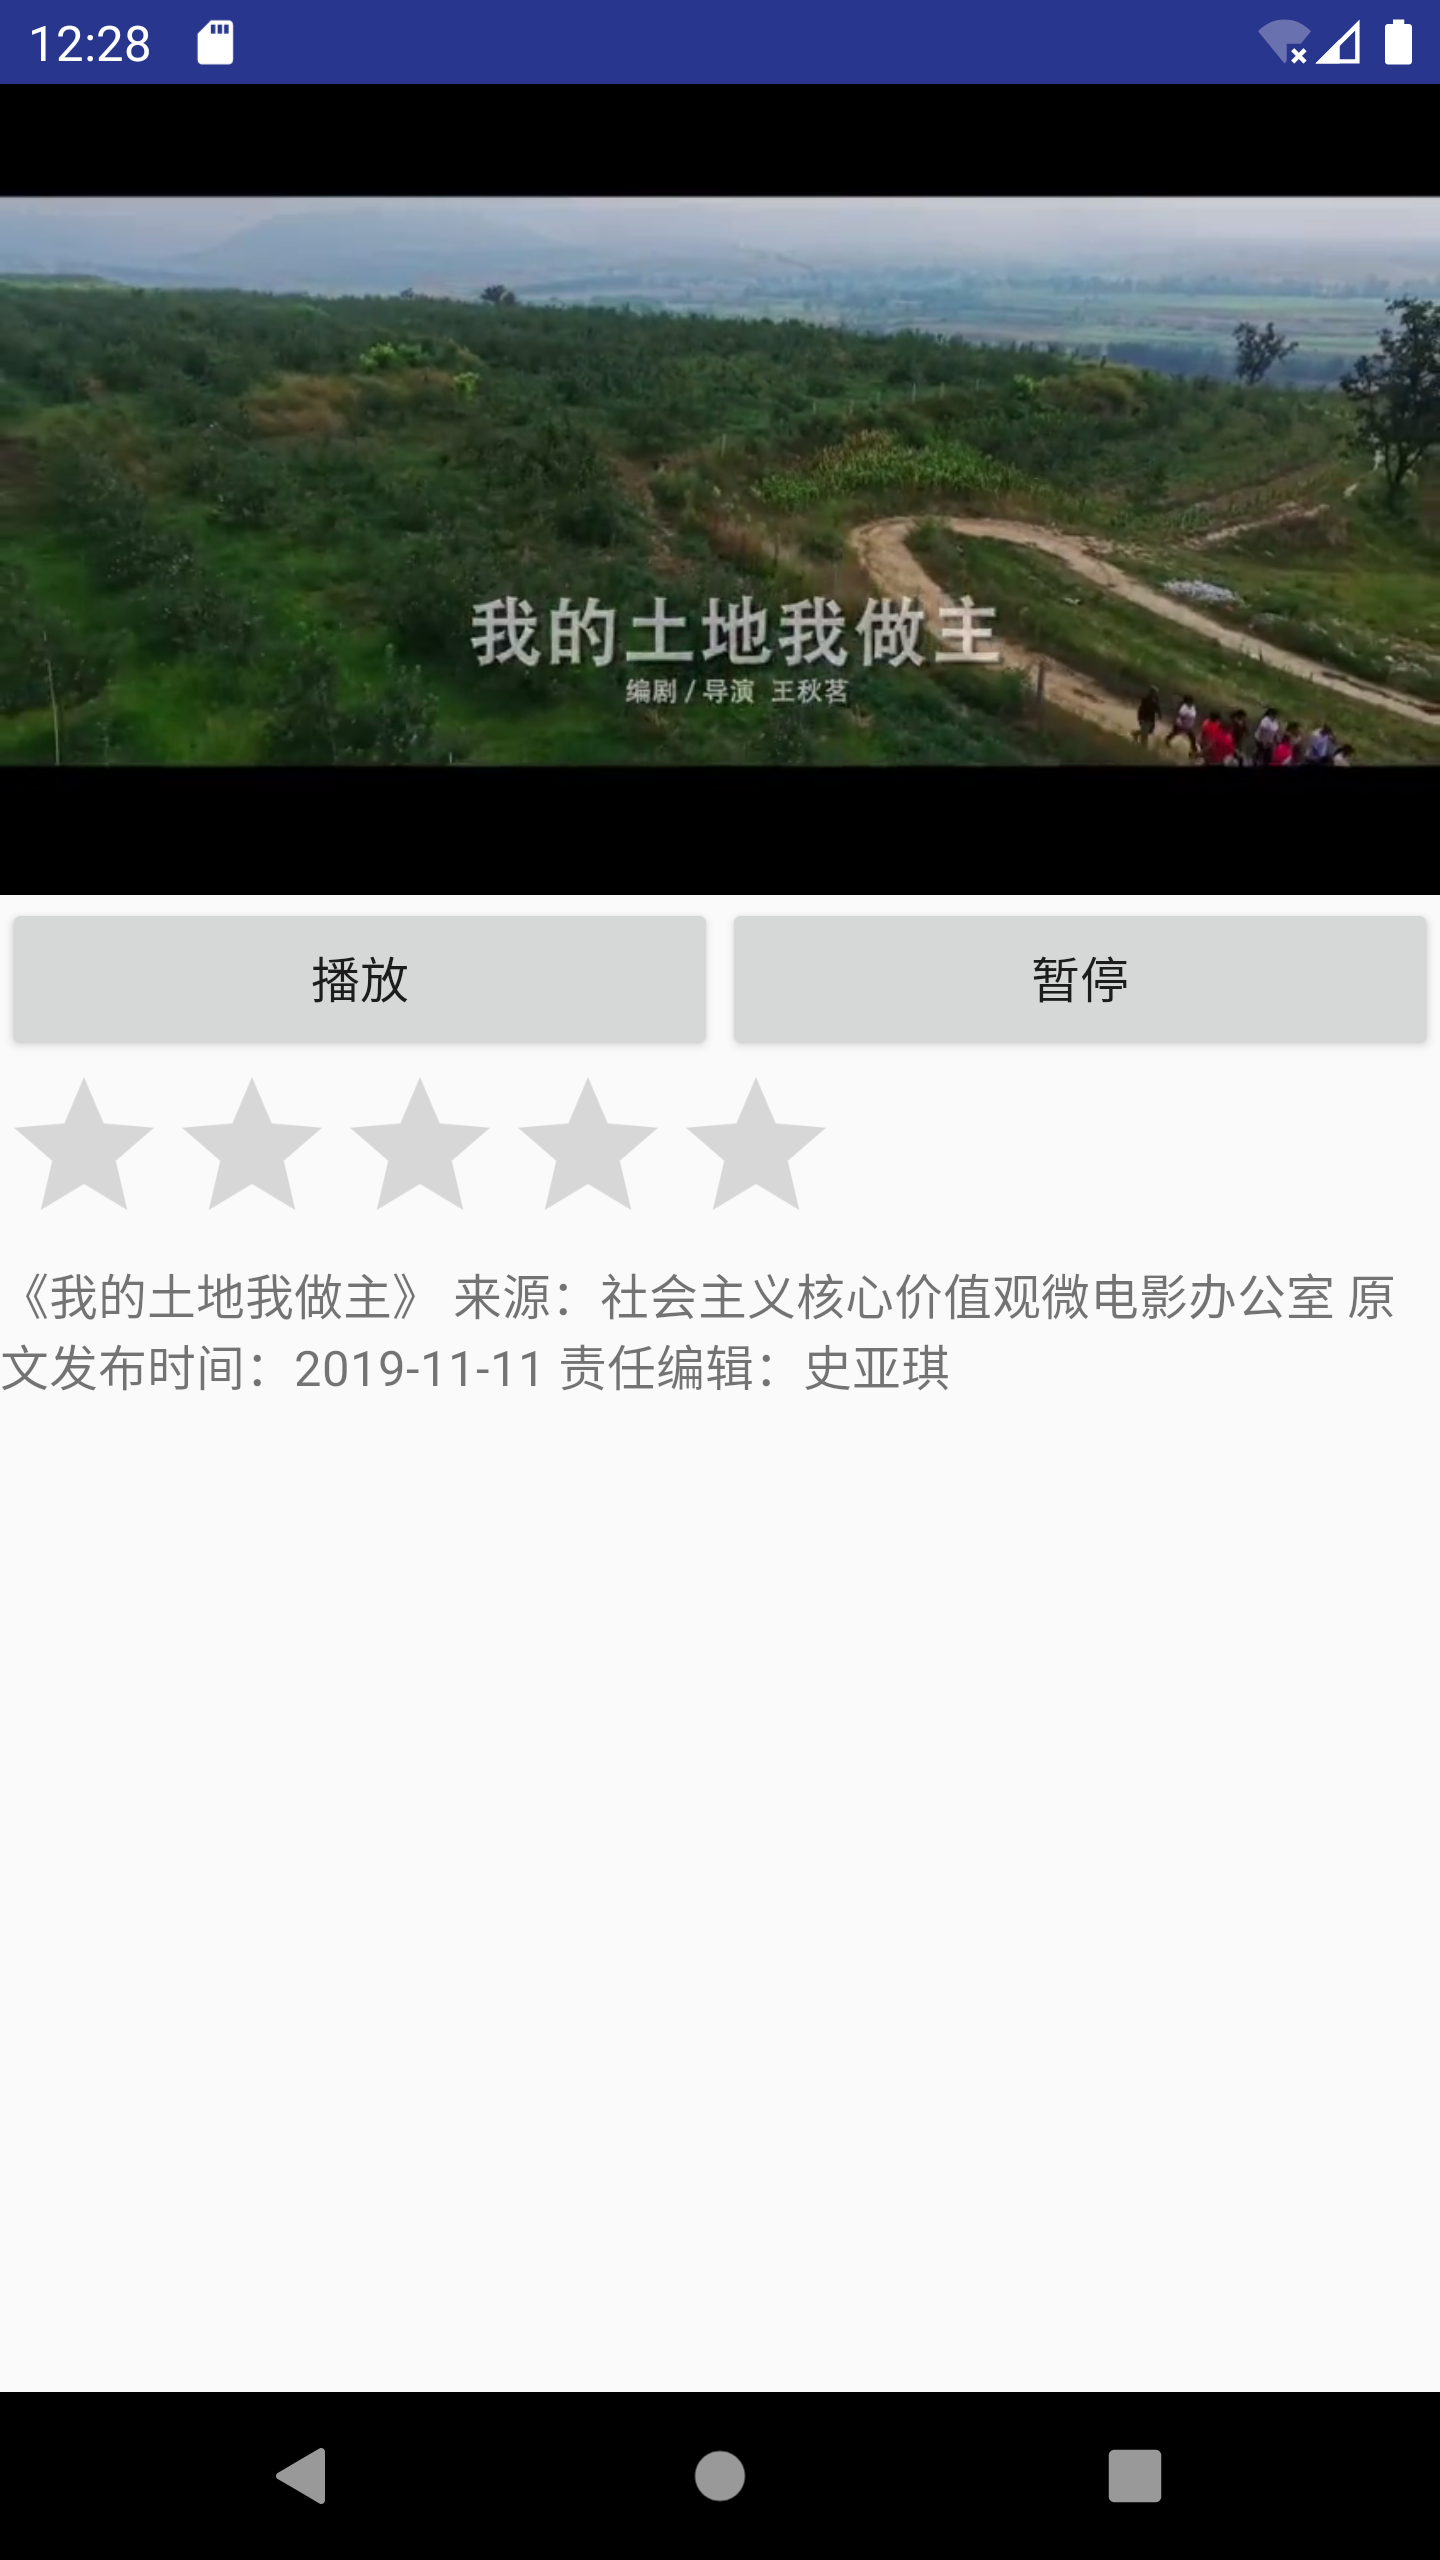 12:28
我的土地我做主
编剧 / 导演 王秋茗
播放
暂停
《我的土地我做主》 来源：社会主义核心价值观微电影办公室 原
文发布时间：2019-11-11 责任编辑：史亚琪